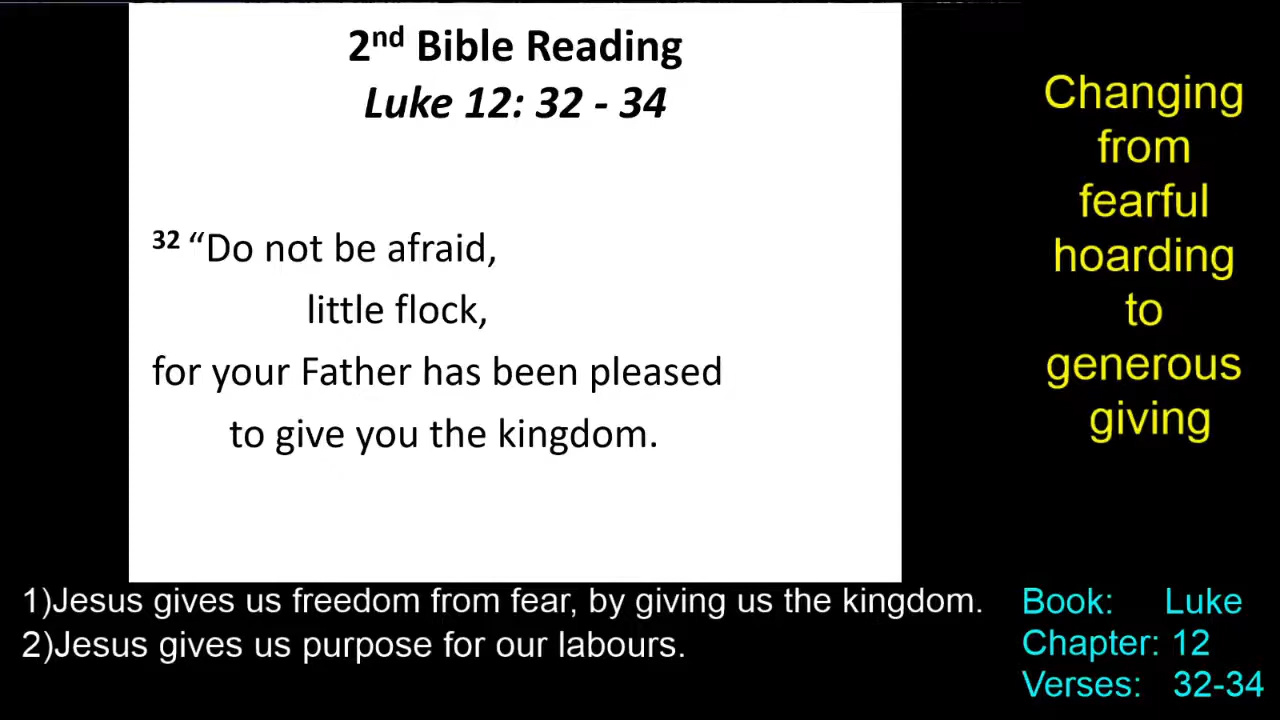 2nd Bible Reading
Luke 12: 32 - 34
32 “Do not be afraid,
little flock,
for your Father has been pleased
to give you the kingdom.
Changing
from
fearful
hoarding
to
generous
giving
1)Jesus gives us freedom from fear, by giving us the kingdom.
2)Jesus gives us purpose for our labours.
Book: Luke
Chapter: 12
Verses: 32-34